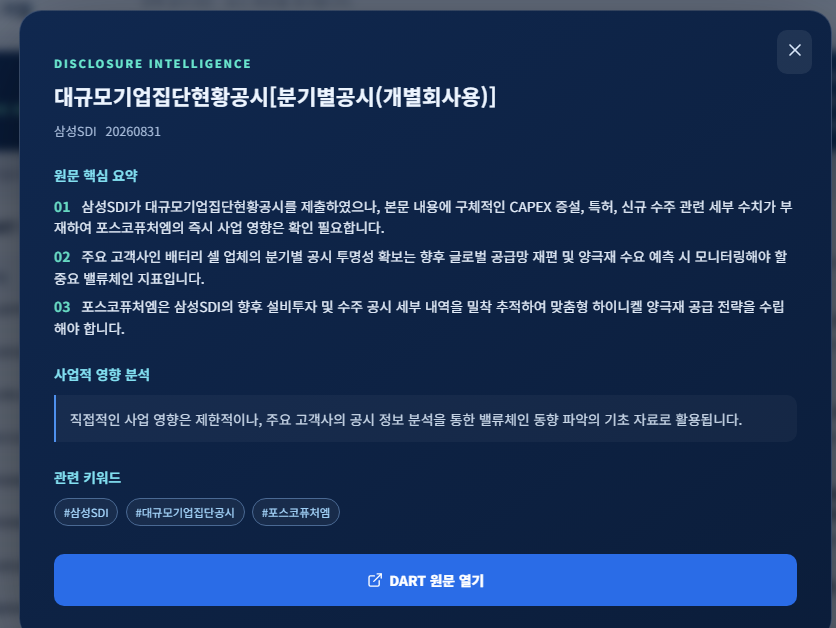 DISCLOSURE INTELLIGENCE
대규모기업집단현황공시[분기별공시(개별회사용)]
삼성SDI 20260831
원문 핵심 요약
01 삼성SDI가 대규모기업집단현황공시를 제출하였으나, 본문 내용에 구체적인 CAPEX 증설, 특허, 신규 수주 관련 세부 수치가 부
재하여 포스코퓨처엠의 즉시 사업 영향은 확인 필요합니다.
02 주요 고객사인 배터리 셀 업체의 분기별 공시 투명성 확보는 향후 글로벌 공급망 재편 및 양극재 수요 예측 시 모니터링해야 할
중요 밸류체인 지표입니다.
03 포스코퓨처엠은 삼성SDI의 향후 설비투자 및 수주 공시 세부 내역을 밀착 추적하여 맞춤형 하이니켈 양극재 공급 전략을 수립
해야 합니다.
사업적 영향 분석
직접적인 사업 영향은 제한적이나, 주요 고객사의 공시 정보 분석을 통한 밸류체인 동향 파악의 기초 자료로 활용됩니다.
관련 키워드
#삼성SDI #대규모기업집단공시 #포스코퓨처엠
DART 원문 열기